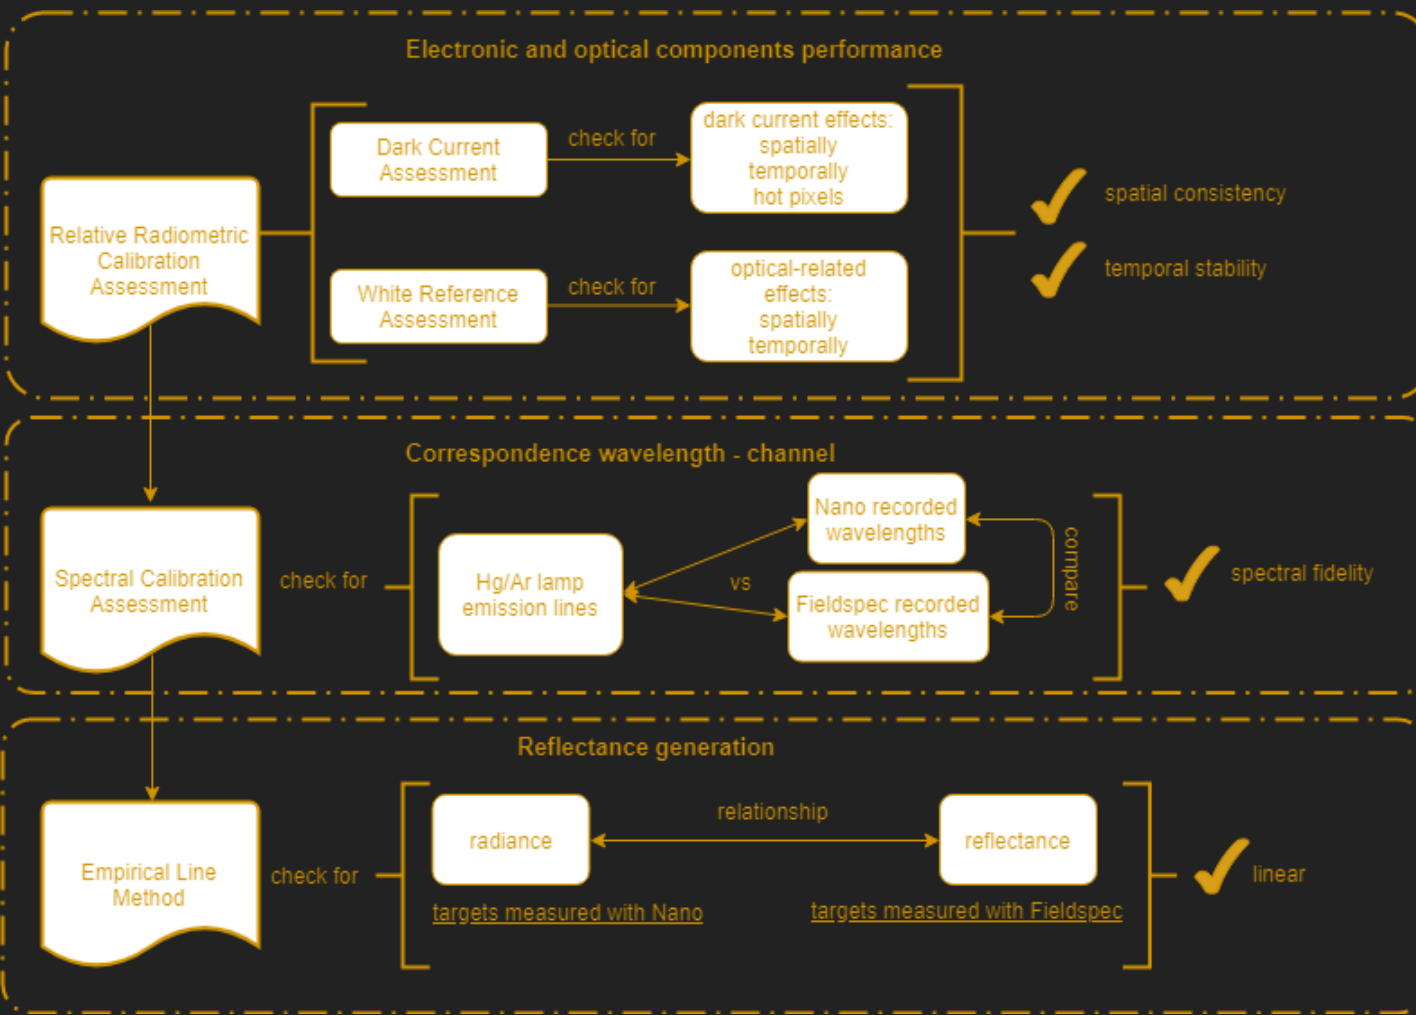 Electronic and optical components performance
Relative Radiometric
Calibration
Assessment
Dark Current
Assessment
check for
dark current effects:
spatially
temporally
hot pixels
White Reference
Assessment
check for
optical-related
effects:
spatially
temporally
spatial consistency
temporal stability
Correspondence wavelength - channel
Spectral Calibration
Assessment
check for
Hg/Ar lamp
emission lines
vs
Nano recorded
wavelengths
Fieldspec recorded
wavelengths
compare
spectral fidelity
Reflectance generation
Empirical Line
Method
check for
radiance
relationship
reflectance
targets measured with Nano
targets measured with Fieldspec
linear